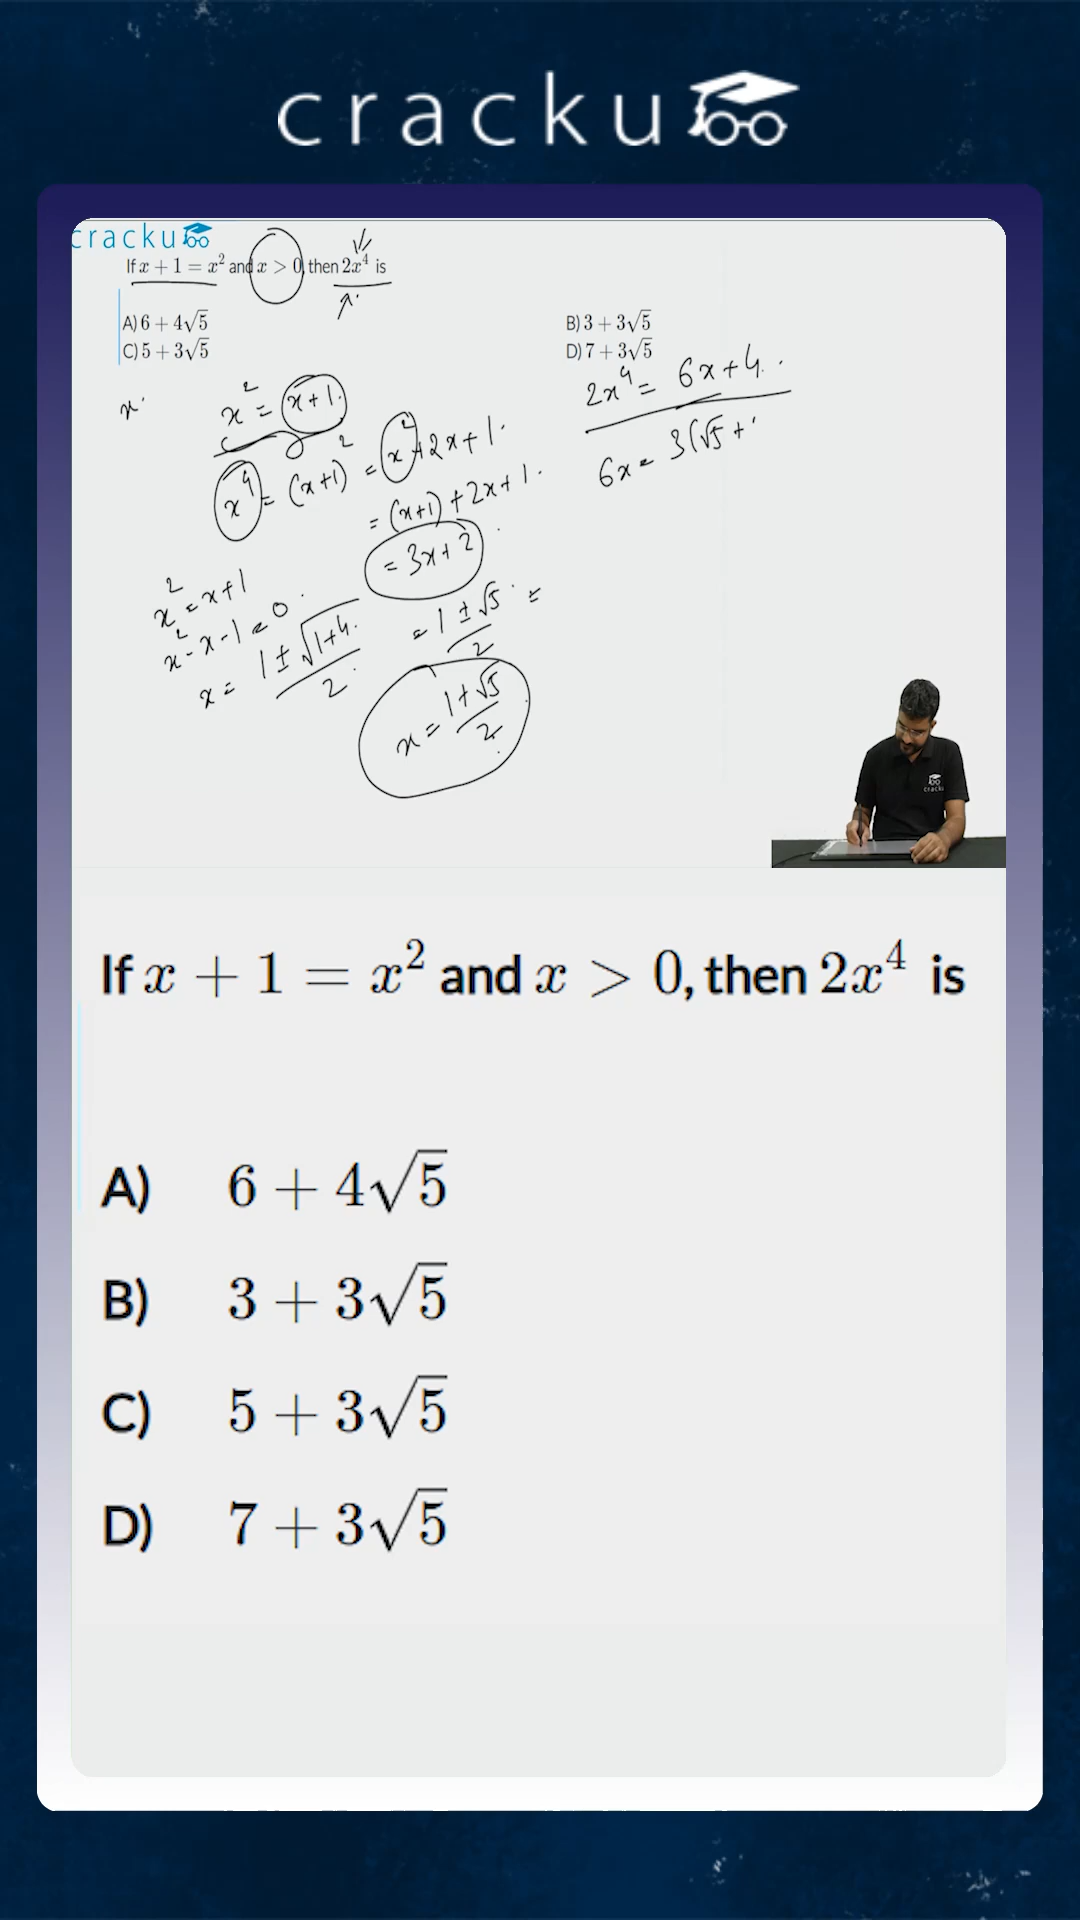 cracku
cracku
If x + 1 = x² and x > 0, then 2x⁴ is
A) 6 + 4√5
B) 3 + 3√5
C) 5 + 3√5
D) 7 + 3√5
x² = x+1
x⁴ = (x+1)² = x²+2x+1
= (x+1) + 2x+1
= 3x+2
x² = x+1
x² - x - 1 = 0
x = 1 ± √1+4 / 2 = 1 ± √5 / 2 =
x = 1+√5 / 2
2x⁴ = 6x+4
6x = 3(√5 +
cracku
If x + 1 = x² and x > 0, then 2x⁴ is
A) 6 + 4√5
B) 3 + 3√5
C) 5 + 3√5
D) 7 + 3√5